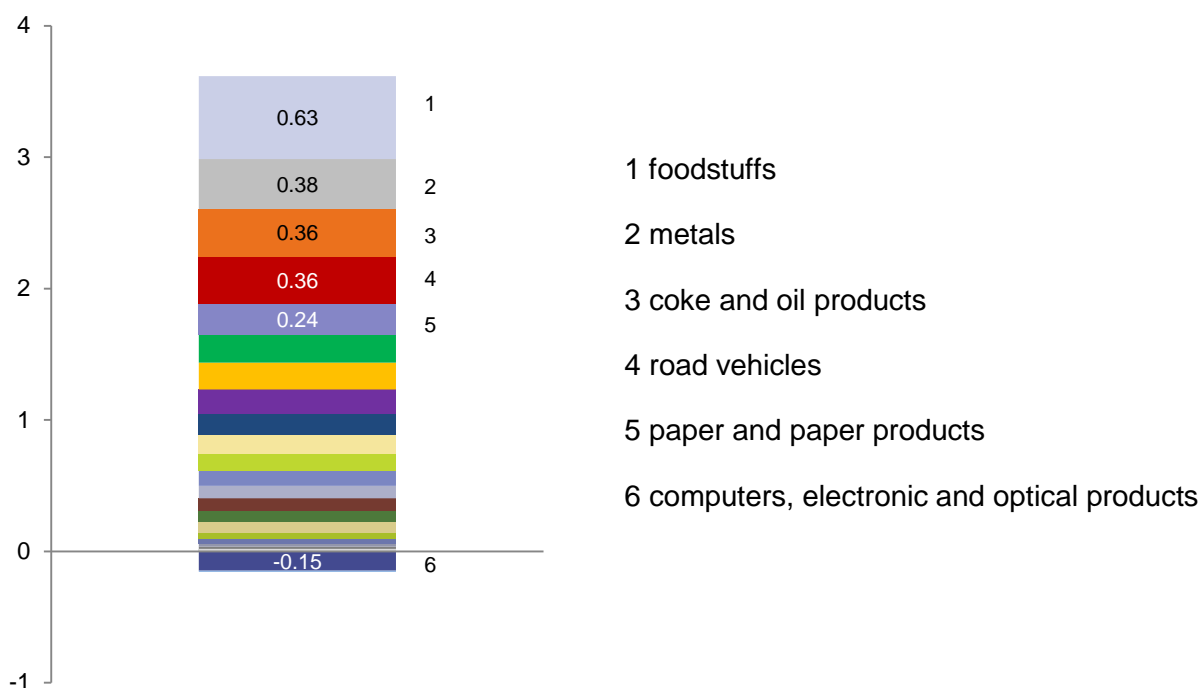 4
3
2
1
0
-1
0.63 1
0.38 2
0.36 3
0.36 4
0.24 5
-0.15 6
1 foodstuffs
2 metals
3 coke and oil products
4 road vehicles
5 paper and paper products
6 computers, electronic and optical products